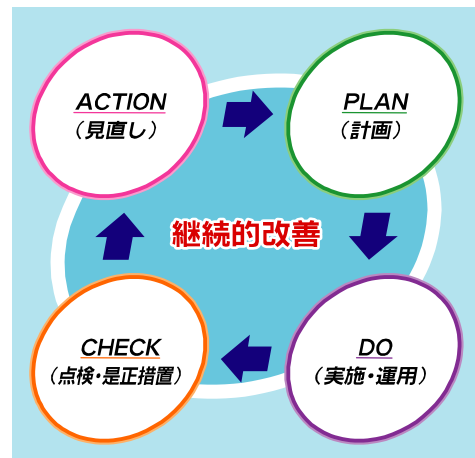 ACTION
（見直し）
PLAN
（計画）
継続的改善
CHECK
（点検・是正措置）
DO
（実施・運用）